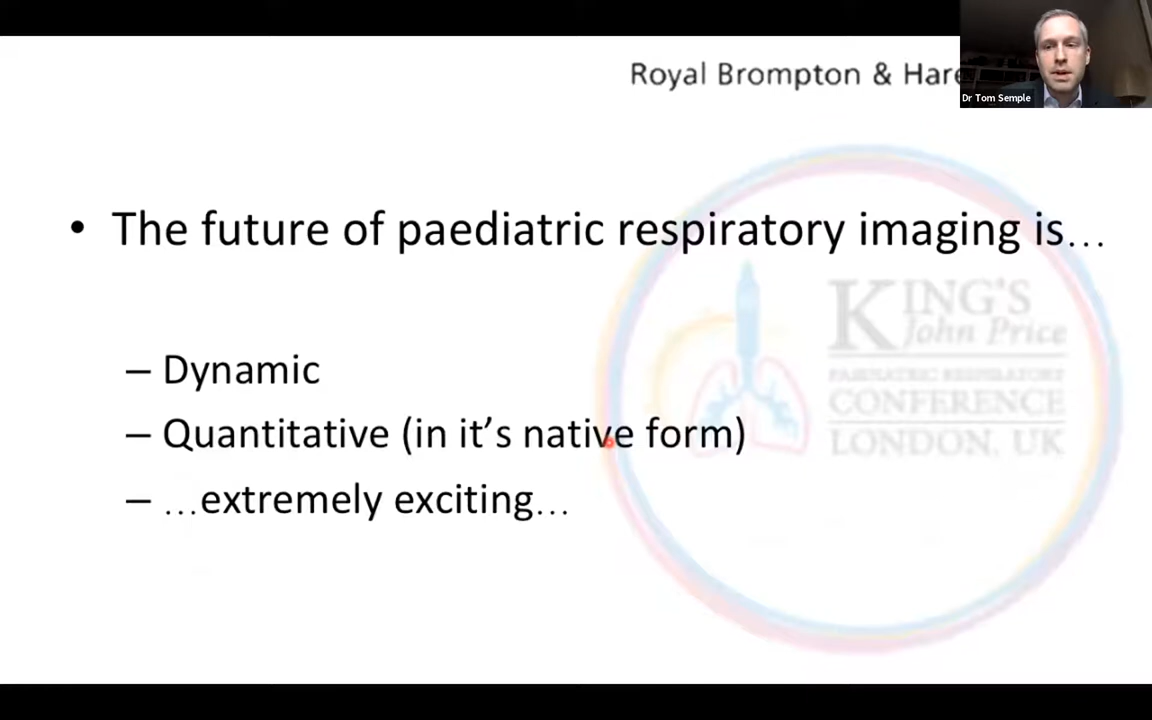 Royal Brompton & Hare
Dr Tom Semple
• The future of paediatric respiratory imaging is...
– Dynamic
– Quantitative (in it's native form)
– ...extremely exciting...
KING'S
John Price
PAEDIATRIC RESPIRATORY
CONFERENCE
LONDON, UK